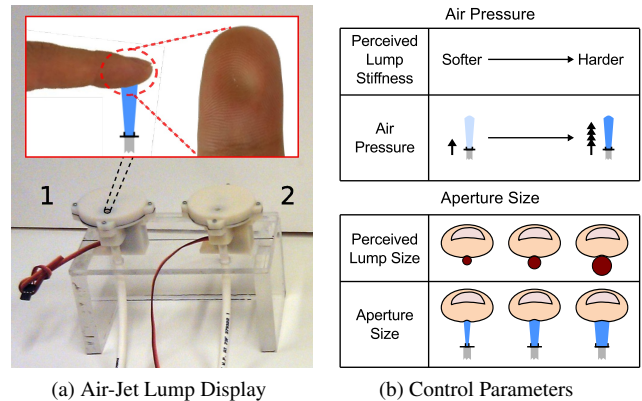 1
2
(a) Air-Jet Lump Display
Air Pressure
Perceived
Lump
Stiffness
Softer
Harder
Air
Pressure
Aperture Size
Perceived
Lump Size
Aperture
Size
(b) Control Parameters